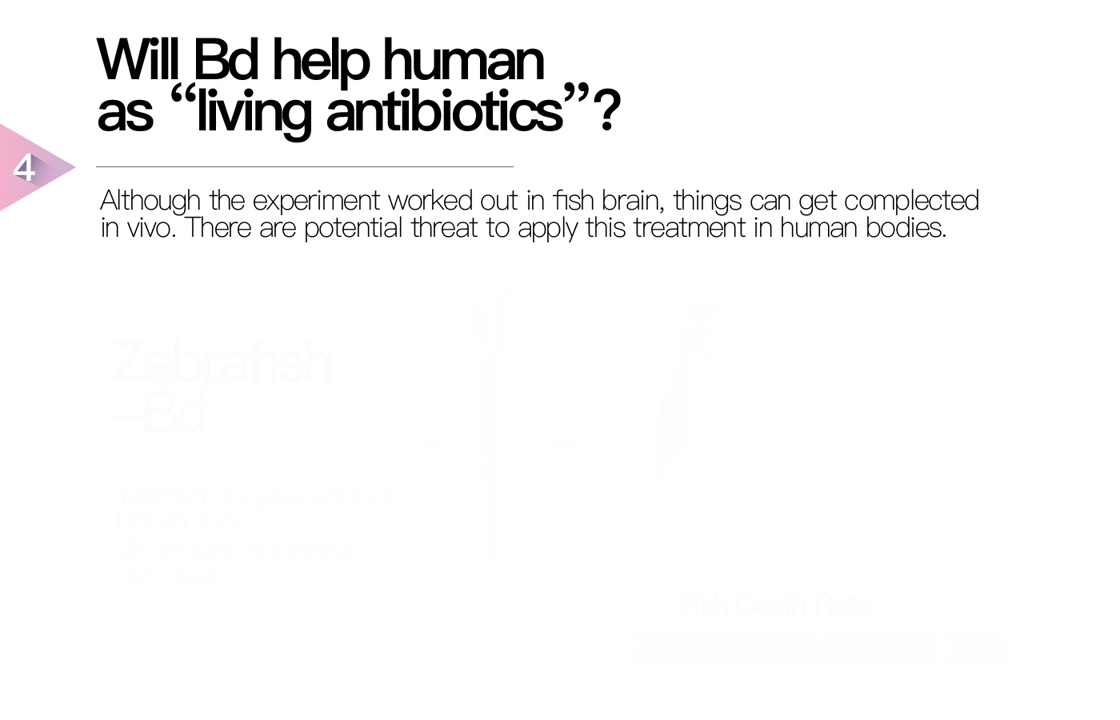 Will Bd help human
as “living antibiotics”?
4
Although the experiment worked out in fish brain, things can get complected
in vivo. There are potential threat to apply this treatment in human bodies.
Zebrafish
–Bd
Fish Death Rate